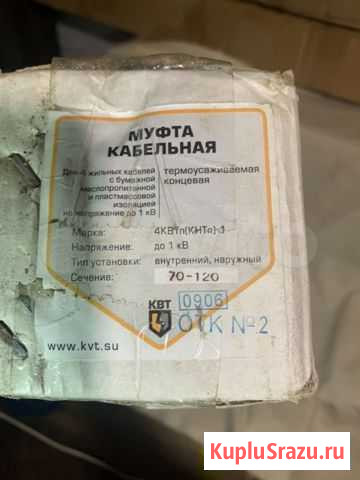 МУФТА
КАБЕЛЬНАЯ
Для 4 жильных кабелей
с бумажной
маслопропитанной
и пластмассовой
изоляцией
на напряжение до 1 кВ
термоусаживаемая
концевая
Марка: 4КВТп(КНТп)-1
Напряжение: до 1 кВ
Тип установки: внутренний, наружный
Сечение: 70-120
КВТ 0906
ОТК №2
www.kvt.su
KupluSrazu.ru